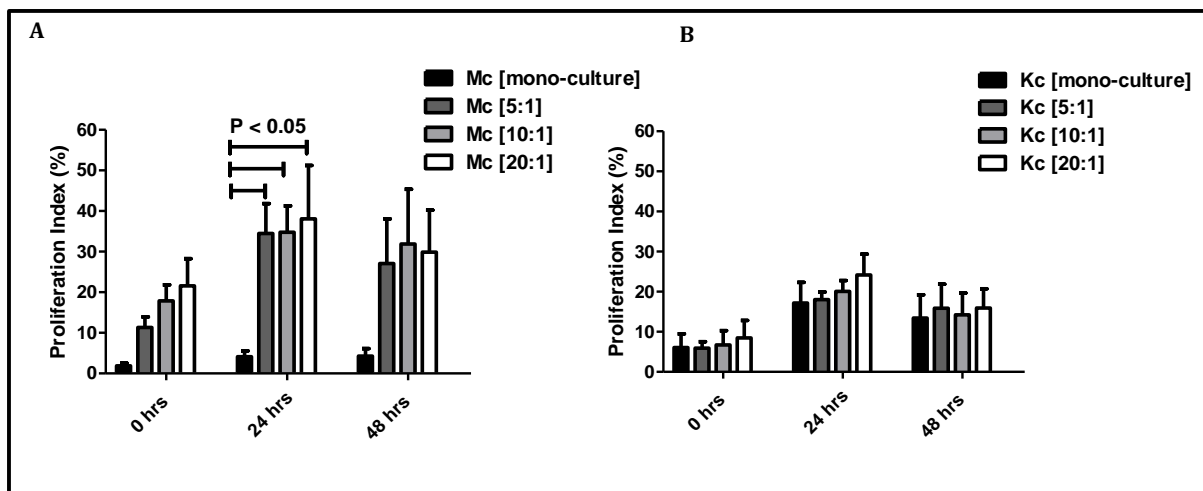 A
Mc [mono-culture]
Mc [5:1]
Mc [10:1]
Mc [20:1]
P < 0.05
Proliferation Index (%)
60
50
40
30
20
10
0
0 hrs
24 hrs
48 hrs
B
Kc [mono-culture]
Kc [5:1]
Kc [10:1]
Kc [20:1]
Proliferation Index (%)
60
50
40
30
20
10
0
0 hrs
24 hrs
48 hrs